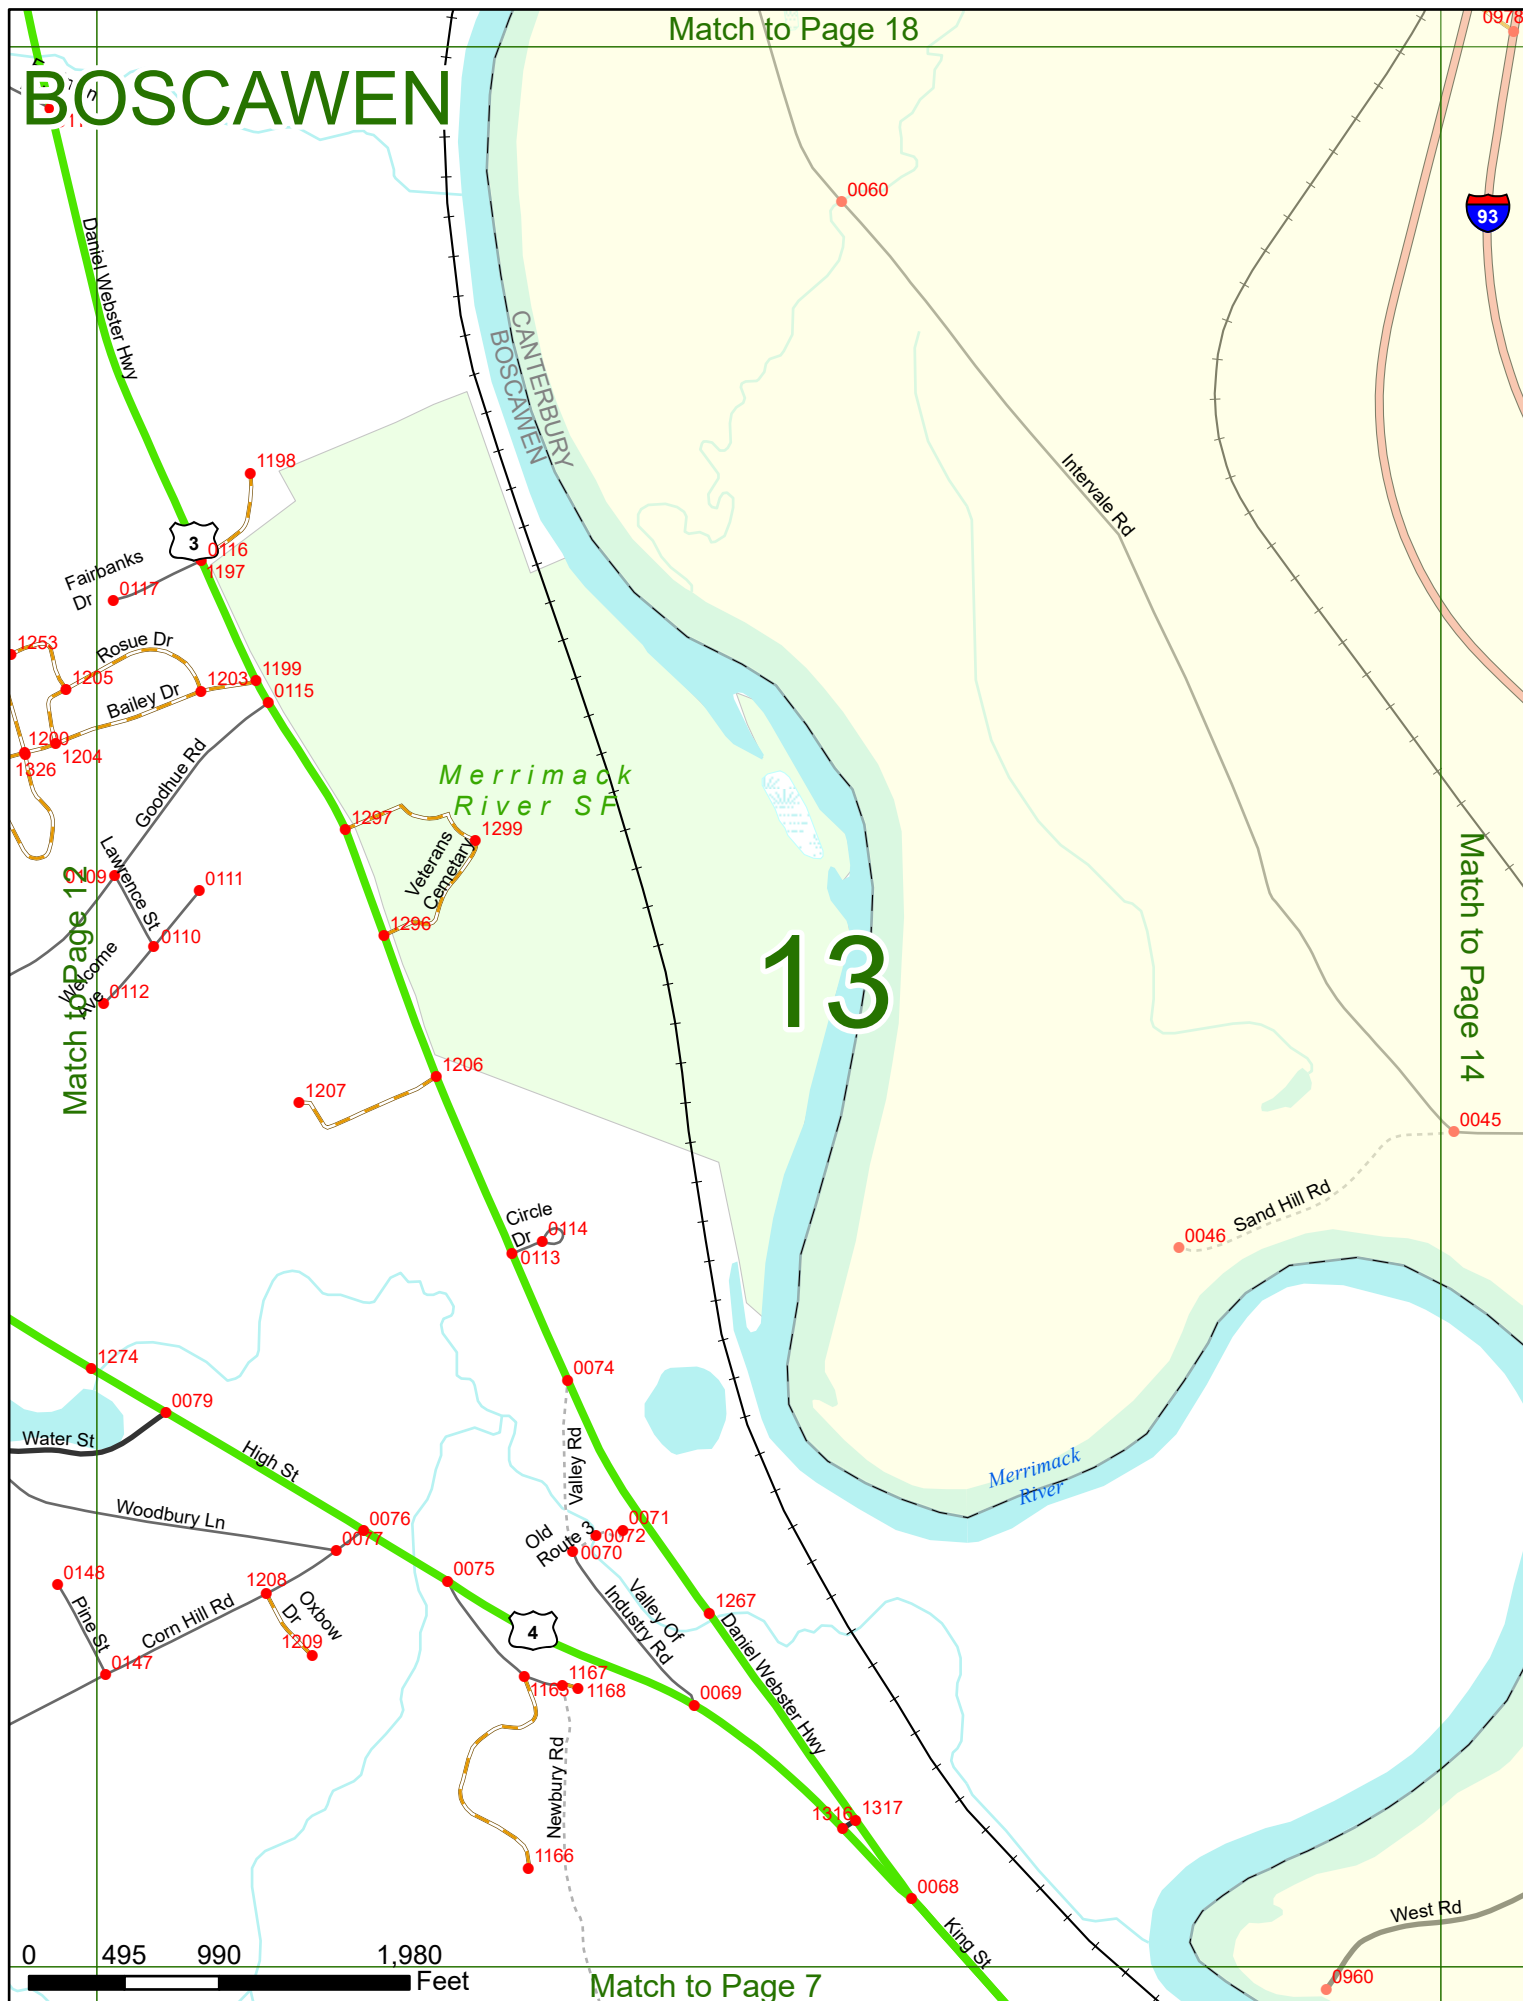 Match to Page 18
0978
BOSCAWEN
0060
93
Daniel Webster Hwy
CANTERBURY
BOSCAWEN
Intervale Rd
1198
3
0116
1197
Fairbanks
Dr
0117
1253
Rosue Dr
1205
1199
1203
0115
Bailey Dr
1200
1204
1326
Goodhue Rd
Merrimack
River SF
1297
1299
Veterans
Cemetary
Lawrence St
0109
0111
0110
1296
Welcome
Ave
0112
Match to Page 12
13
Match to Page 14
1206
1207
0045
Circle
Dr
0114
0113
Sand Hill Rd
0046
1274
0074
0079
Water St
High St
Valley Rd
Merrimack
River
Woodbury Ln
0076
0077
Old
Route 3
0071
0072
0070
0075
0148
1208
Oxbow
Dr
Pine St
Corn Hill Rd
1209
0147
Valley Of
Industry Rd
1267
4
Daniel Webster Hwy
1165
1167
1168
0069
Newbury Rd
1316
1317
1166
0068
King St
West Rd
0960
0 495 990 1,980
Feet
Match to Page 7